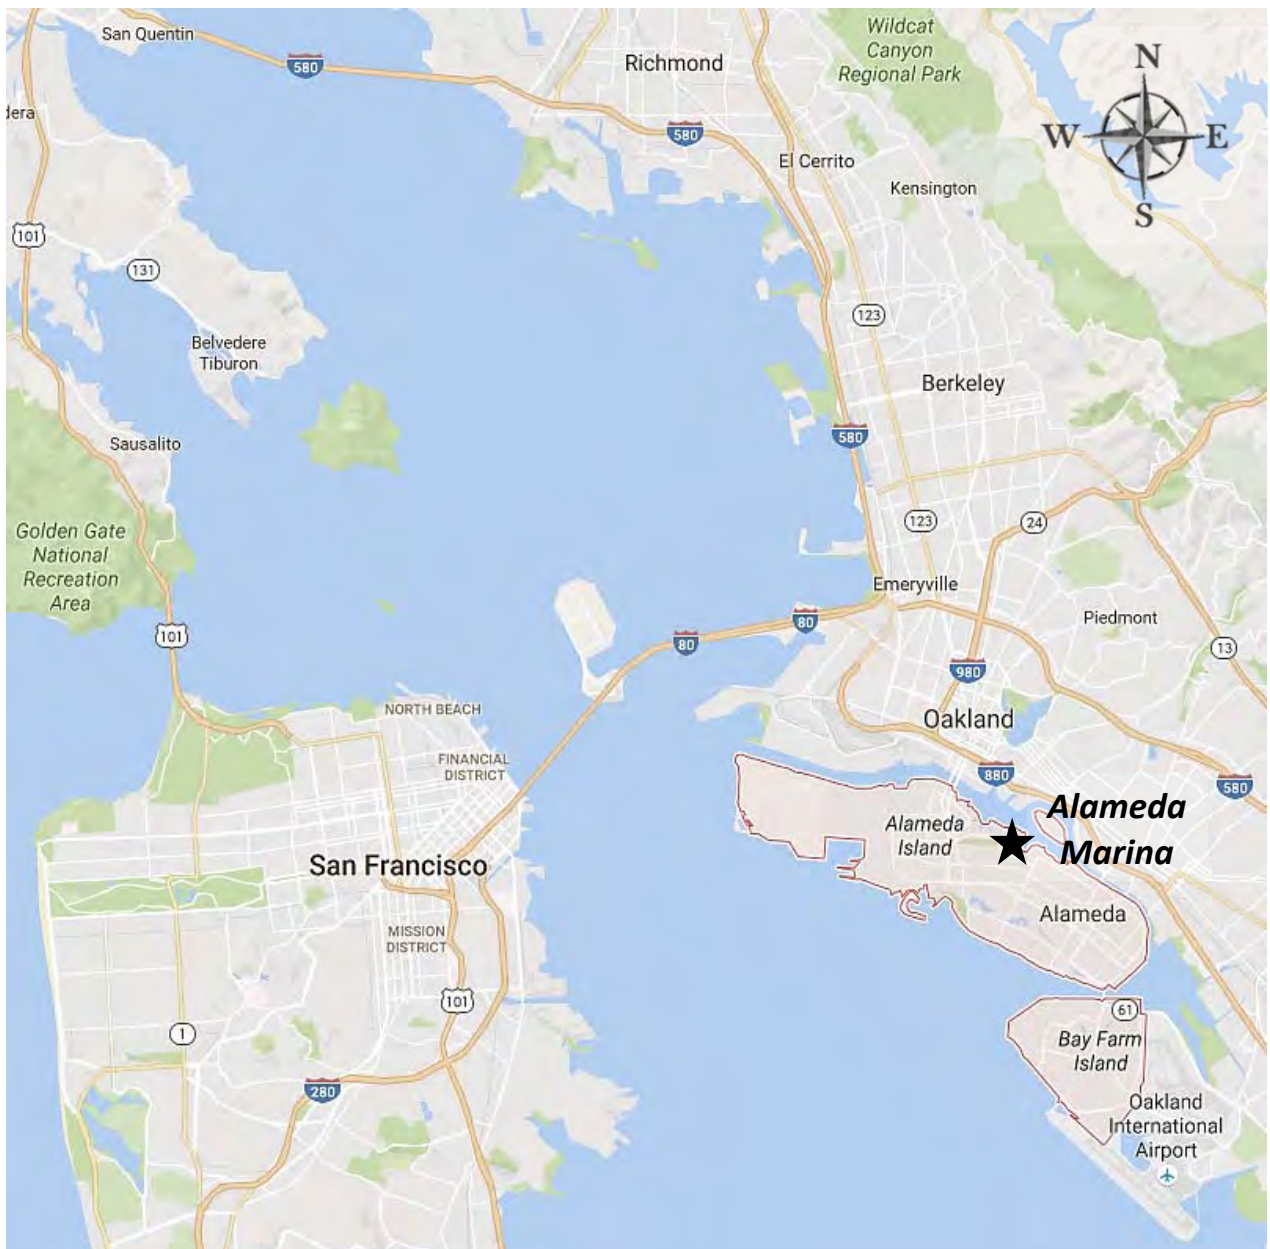 San Quentin
580
Richmond
Wildcat
Canyon
Regional Park
N
W
E
S
dera
580
El Cerrito
Kensington
101
131
123
Belvedere
Tiburon
Berkeley
Sausalito
580
Golden Gate
National
Recreation
Area
123
24
Emeryville
101
80
80
Piedmont
13
980
NORTH BEACH
Oakland
FINANCIAL
DISTRICT
880
580
Alameda
Marina
Alameda
Island
San Francisco
Alameda
MISSION
DISTRICT
101
61
1
Bay Farm
Island
280
Oakland
International
Airport